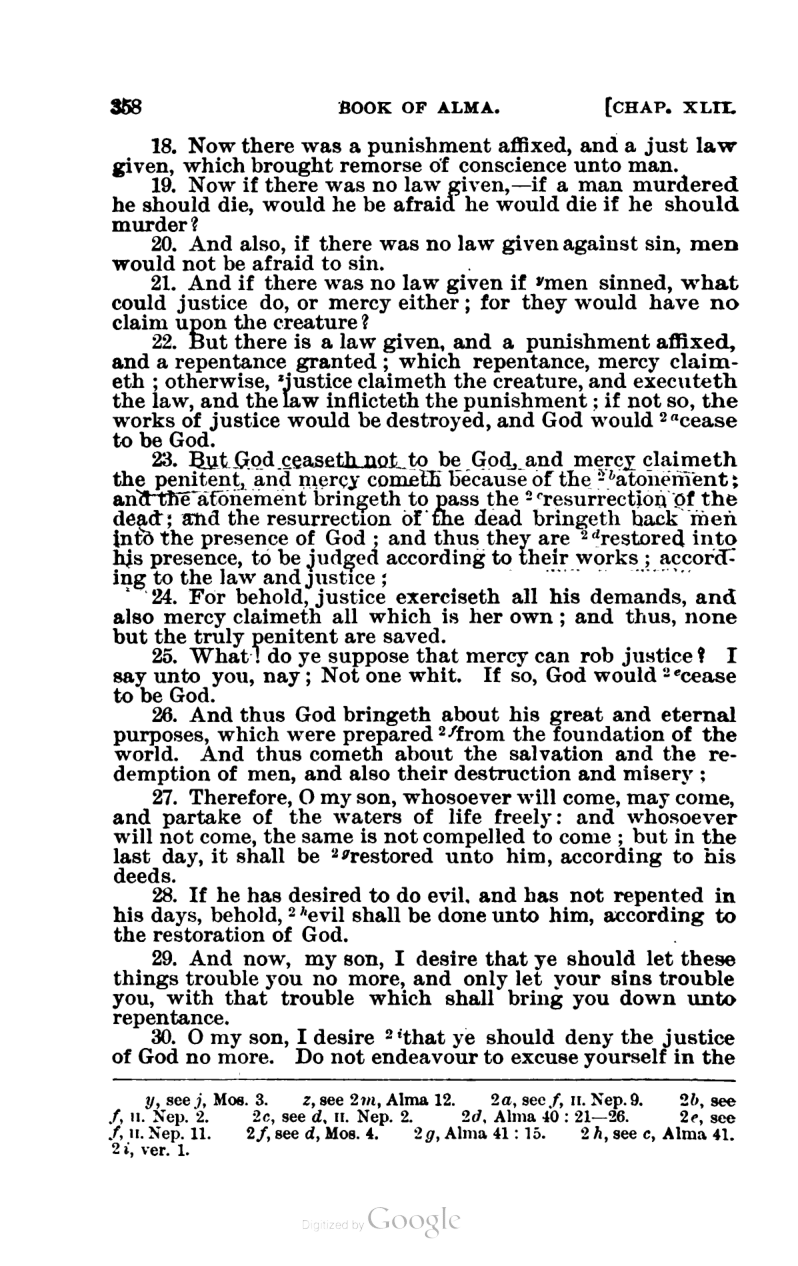 358 BOOK OF ALMA. [CHAP. XLII.
18. Now there was a punishment affixed, and a just law
given, which brought remorse of conscience unto man.
19. Now if there was no law given,—if a man murdered
he should die, would he be afraid he would die if he should
murder?
20. And also, if there was no law given against sin, men
would not be afraid to sin.
21. And if there was no law given if ʸmen sinned, what
could justice do, or mercy either; for they would have no
claim upon the creature?
22. But there is a law given, and a punishment affixed,
and a repentance granted; which repentance, mercy claim-
eth; otherwise, ᶻjustice claimeth the creature, and executeth
the law, and the law inflicteth the punishment; if not so, the
works of justice would be destroyed, and God would ²ᵃcease
to be God.
23. But God ceaseth not to be God, and mercy claimeth
the penitent, and mercy cometh because of the ²ᵇatonement;
and the atonement bringeth to pass the ²ᶜresurrection of the
dead; and the resurrection of the dead bringeth back men
into the presence of God; and thus they are ²ᵈrestored into
his presence, to be judged according to their works; accord-
ing to the law and justice;
24. For behold, justice exerciseth all his demands, and
also mercy claimeth all which is her own; and thus, none
but the truly penitent are saved.
25. What! do ye suppose that mercy can rob justice? I
say unto you, nay; Not one whit. If so, God would ²ᵉcease
to be God.
26. And thus God bringeth about his great and eternal
purposes, which were prepared ²ᶠfrom the foundation of the
world. And thus cometh about the salvation and the re-
demption of men, and also their destruction and misery;
27. Therefore, O my son, whosoever will come, may come,
and partake of the waters of life freely: and whosoever
will not come, the same is not compelled to come; but in the
last day, it shall be ²ᵍrestored unto him, according to his
deeds.
28. If he has desired to do evil, and has not repented in
his days, behold, ²ʰevil shall be done unto him, according to
the restoration of God.
29. And now, my son, I desire that ye should let these
things trouble you no more, and only let your sins trouble
you, with that trouble which shall bring you down unto
repentance.
30. O my son, I desire ²ⁱthat ye should deny the justice
of God no more. Do not endeavour to excuse yourself in the
y, see j, Mos. 3. z, see 2m, Alma 12. 2a, see f, II. Nep. 9. 2b, see
f, II. Nep. 2. 2c, see d, II. Nep. 2. 2d, Alma 40:21—26. 2e, see
f, II. Nep. 11. 2f, see d, Mos. 4. 2g, Alma 41:15. 2h, see c, Alma 41.
2i, ver. 1.
Digitized by Google